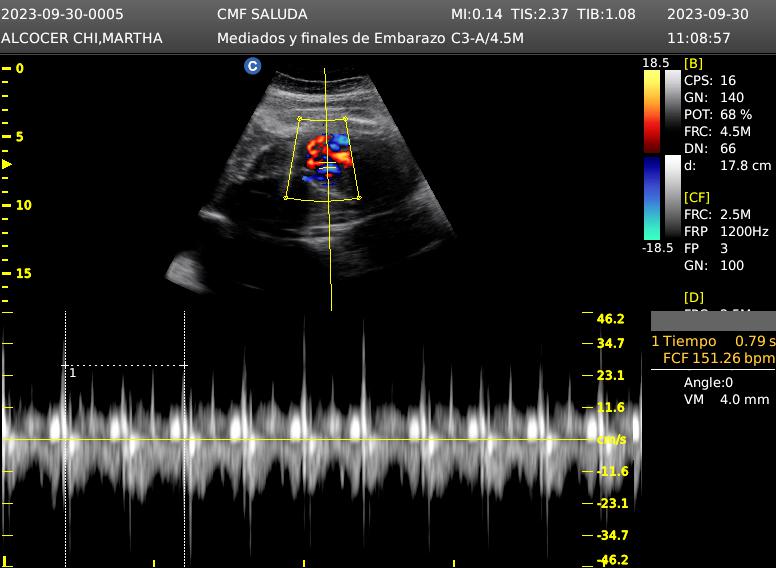 2023-09-30-0005 CMF SALUDA MI:0.14 TIS:2.37 TIB:1.08 2023-09-30
ALCOCER CHI,MARTHA Mediados y finales de Embarazo C3-A/4.5M 11:08:57
C
0
5
10
15
18.5
-18.5
[B]
CPS: 16
GN: 140
POT: 68 %
FRC: 4.5M
DN: 66
d: 17.8 cm
[CF]
FRC: 2.5M
FRP 1200Hz
FP 3
GN: 100
[D]
1 Tiempo 0.79 s
FCF 151.26 bpm
Angle:0
VM 4.0 mm
1
46.2
34.7
23.1
11.6
cm/s
-11.6
-23.1
-34.7
-46.2